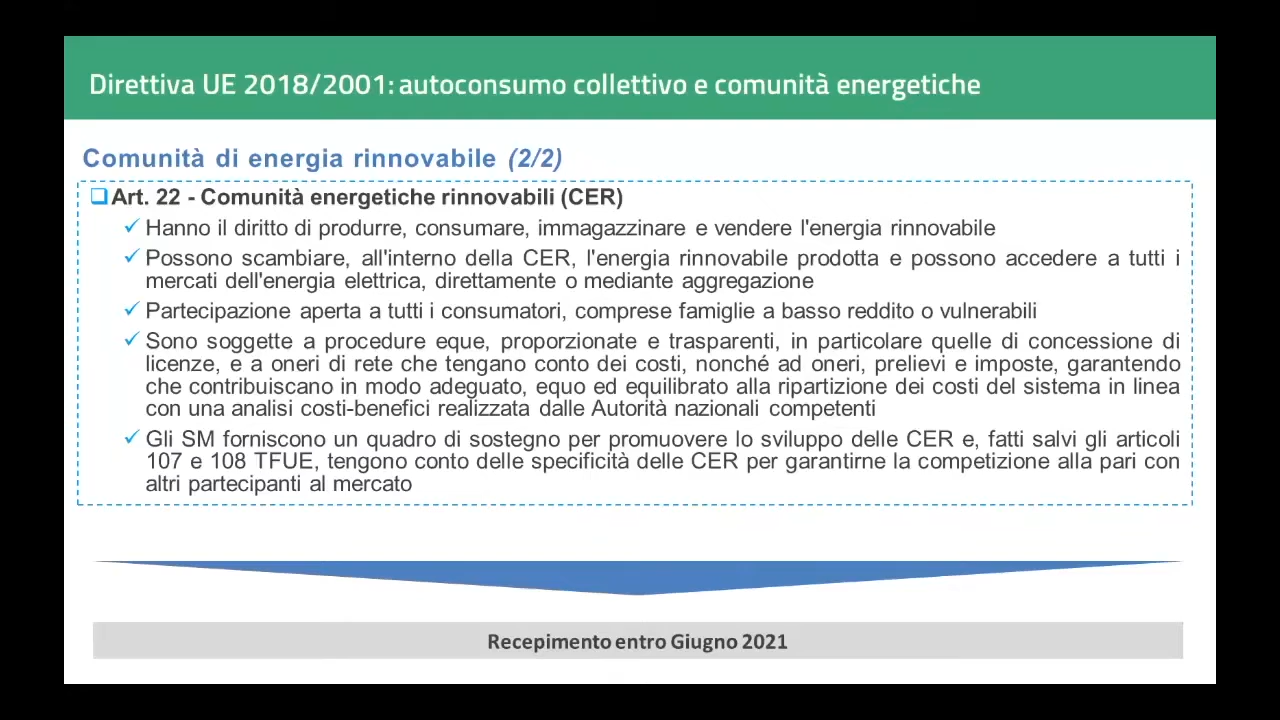 Direttiva UE 2018/2001: autoconsumo collettivo e comunità energetiche
Comunità di energia rinnovabile (2/2)
Art. 22 - Comunità energetiche rinnovabili (CER)
Hanno il diritto di produrre, consumare, immagazzinare e vendere l'energia rinnovabile
Possono scambiare, all'interno della CER, l'energia rinnovabile prodotta e possono accedere a tutti i
mercati dell'energia elettrica, direttamente o mediante aggregazione
Partecipazione aperta a tutti i consumatori, comprese famiglie a basso reddito o vulnerabili
Sono soggette a procedure eque, proporzionate e trasparenti, in particolare quelle di concessione di
licenze, e a oneri di rete che tengano conto dei costi, nonché ad oneri, prelievi e imposte, garantendo
che contribuiscano in modo adeguato, equo ed equilibrato alla ripartizione dei costi del sistema in linea
con una analisi costi-benefici realizzata dalle Autorità nazionali competenti
Gli SM forniscono un quadro di sostegno per promuovere lo sviluppo delle CER e, fatti salvi gli articoli
107 e 108 TFUE, tengono conto delle specificità delle CER per garantirne la competizione alla pari con
altri partecipanti al mercato
Recepimento entro Giugno 2021